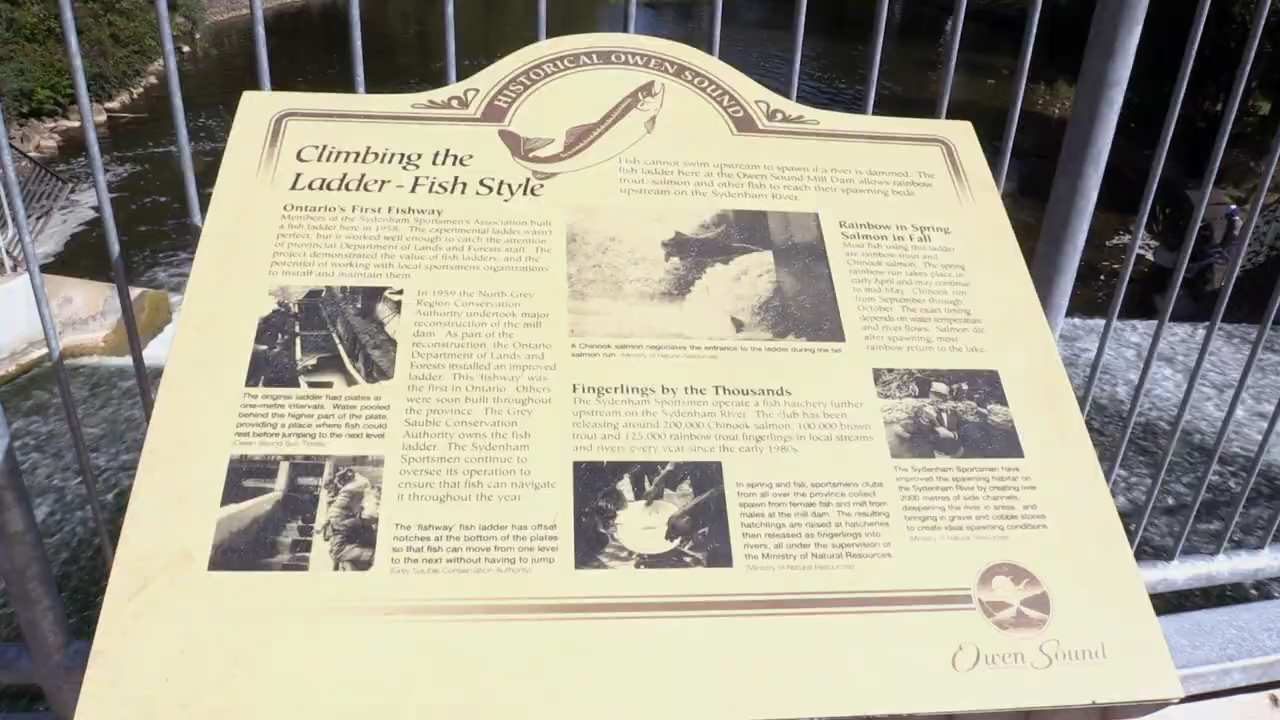 HISTORICAL OWEN SOUND
Climbing the
Ladder - Fish Style
Fish cannot swim upstream to spawn if a river is dammed. The
fish ladder here at the Owen Sound Mill Dam allows rainbow
trout, salmon and other fish to reach their spawning beds
upstream on the Sydenham River.
Ontario's First Fishway
Members of the Sydenham Sportsmen's Association built
a fish ladder here in 1958. The experimental ladder wasn't
perfect, but it worked well enough to catch the attention
of provincial Department of Lands and Forests staff. The
project demonstrated the value of fish ladders, and the
potential of working with local sportsmens organizations
to install and maintain them.
In 1959 the North Grey
Region Conservation
Authority undertook major
reconstruction of the mill
dam. As part of the
reconstruction, the Ontario
Department of Lands and
Forests installed an improved
ladder. This 'fishway' was
the first in Ontario. Others
were soon built throughout
the province. The Grey
Sauble Conservation
Authority owns the fish
ladder. The Sydenham
Sportsmen continue to
oversee its operation to
ensure that fish can navigate
it throughout the year.
The original ladder had plates at
one-metre intervals. Water pooled
behind the higher part of the plate,
providing a place where fish could
rest before jumping to the next level.
(Owen Sound Sun Times)
The 'fishway' fish ladder has offset
notches at the bottom of the plates
so that fish can move from one level
to the next without having to jump.
(Grey Sauble Conservation Authority)
A Chinook salmon negotiates the entrance to the ladder during the fall
salmon run. (Ministry of Natural Resources)
Fingerlings by the Thousands
The Sydenham Sportsmen operate a fish hatchery further
upstream on the Sydenham River. The club has been
releasing around 200,000 Chinook salmon, 100,000 brown
trout and 125,000 rainbow trout fingerlings in local streams
and rivers every year since the early 1980s.
In spring and fall, sportsmens clubs
from all over the province collect
spawn from female fish and milt from
males at the mill dam. The resulting
hatchlings are raised at hatcheries
then released as fingerlings into
rivers, all under the supervision of
the Ministry of Natural Resources.
(Ministry of Natural Resources)
Rainbow in Spring,
Salmon in Fall
Most fish using this ladder
are rainbow trout and
Chinook salmon. The spring
rainbow run takes place in
early April and may continue
to mid-May. Chinook run
from September through
October. The exact timing
depends on water temperature
and river flows. Salmon die
after spawning, most
rainbow return to the lake.
The Sydenham Sportsmen have
improved the spawning habitat on
the Sydenham River by creating over
2000 metres of side channels,
deepening the river in areas, and
bringing in gravel and cobble stones
to create ideal spawning conditions.
(Ministry of Natural Resources)
Owen Sound